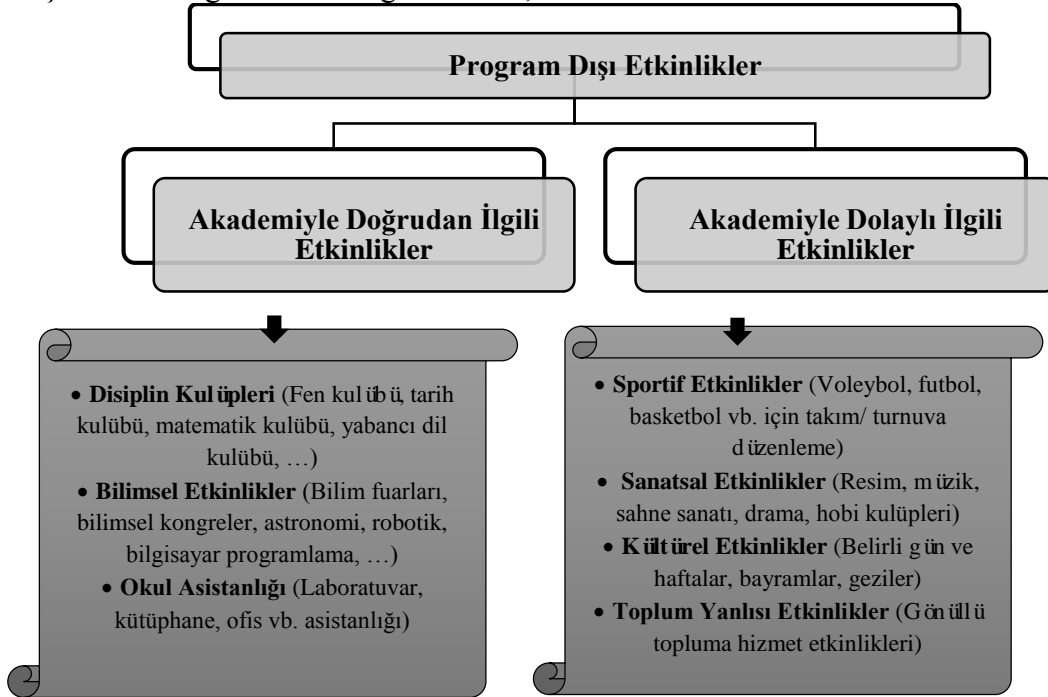 Program Dışı Etkinlikler
Akademiyle Doğrudan İlgili
Etkinlikler
Akademiyle Dolaylı İlgili
Etkinlikler
• Disiplin Kulüpleri (Fen kulübü, tarih
kulübü, matematik kulübü, yabancı dil
kulübü, …)
• Bilimsel Etkinlikler (Bilim fuarları,
bilimsel kongreler, astronomi, robotik,
bilgisayar programlama, …)
• Okul Asistanlığı (Laboratuvar,
kütüphane, ofis vb. asistanlığı)
• Sportif Etkinlikler (Voleybol, futbol,
basketbol vb. için takım/ turnuva
düzenleme)
• Sanatsal Etkinlikler (Resim, müzik,
sahne sanatı, drama, hobi kulüpleri)
• Kültürel Etkinlikler (Belirli gün ve
haftalar, bayramlar, geziler)
• Toplum Yanlısı Etkinlikler (Gönüllü
topluma hizmet etkinlikleri)